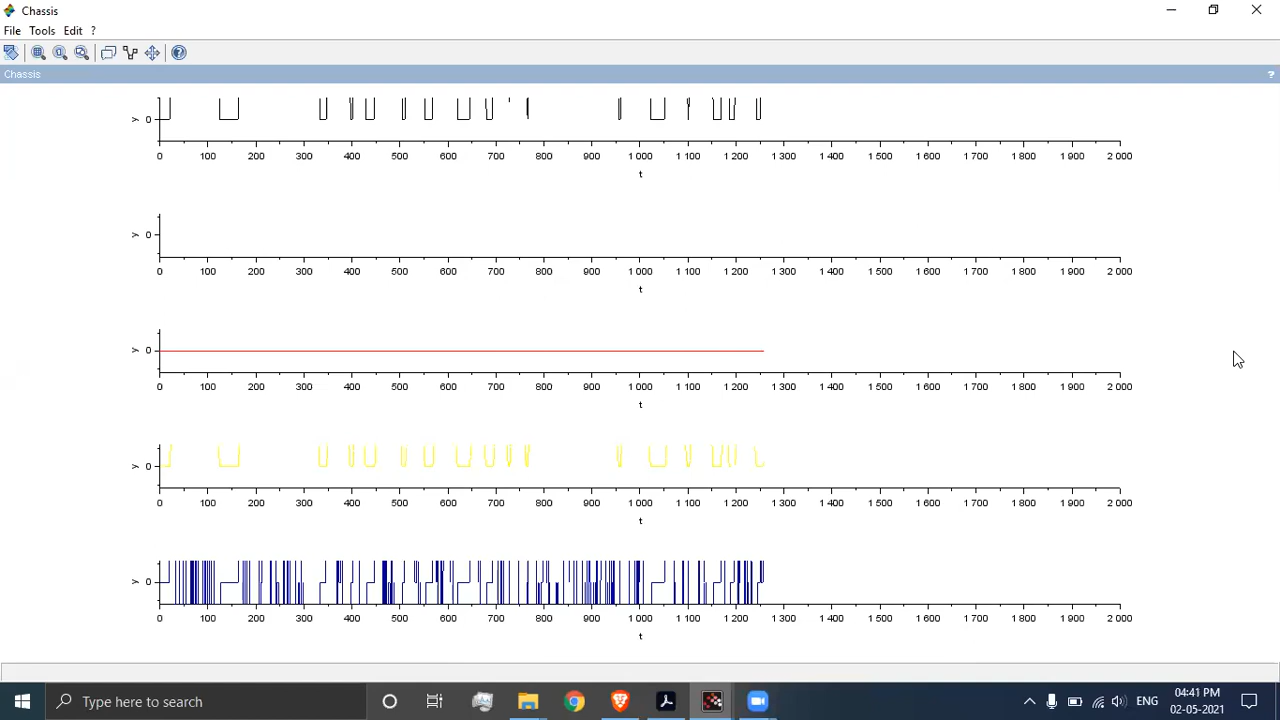 Chassis
File Tools Edit ?
Chassis ?
y 0
0 100 200 300 400 500 600 700 800 900 1 000 1 100 1 200 1 300 1 400 1 500 1 600 1 700 1 800 1 900 2 000
t
y 0
0 100 200 300 400 500 600 700 800 900 1 000 1 100 1 200 1 300 1 400 1 500 1 600 1 700 1 800 1 900 2 000
t
y 0
0 100 200 300 400 500 600 700 800 900 1 000 1 100 1 200 1 300 1 400 1 500 1 600 1 700 1 800 1 900 2 000
t
y 0
0 100 200 300 400 500 600 700 800 900 1 000 1 100 1 200 1 300 1 400 1 500 1 600 1 700 1 800 1 900 2 000
t
y 0
0 100 200 300 400 500 600 700 800 900 1 000 1 100 1 200 1 300 1 400 1 500 1 600 1 700 1 800 1 900 2 000
t
Type here to search
ENG
04:41 PM
02-05-2021